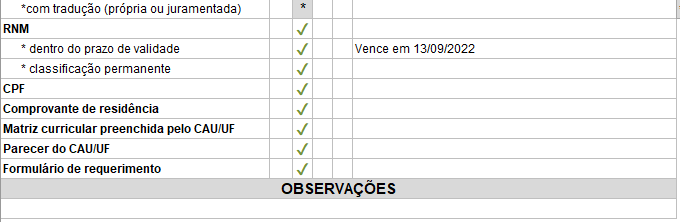 *com tradução (própria ou juramentada) *
RNM ✓
* dentro do prazo de validade ✓ Vence em 13/09/2022
* classificação permanente ✓
CPF ✓
Comprovante de residência ✓
Matriz curricular preenchida pelo CAU/UF ✓
Parecer do CAU/UF ✓
Formulário de requerimento ✓
OBSERVAÇÕES